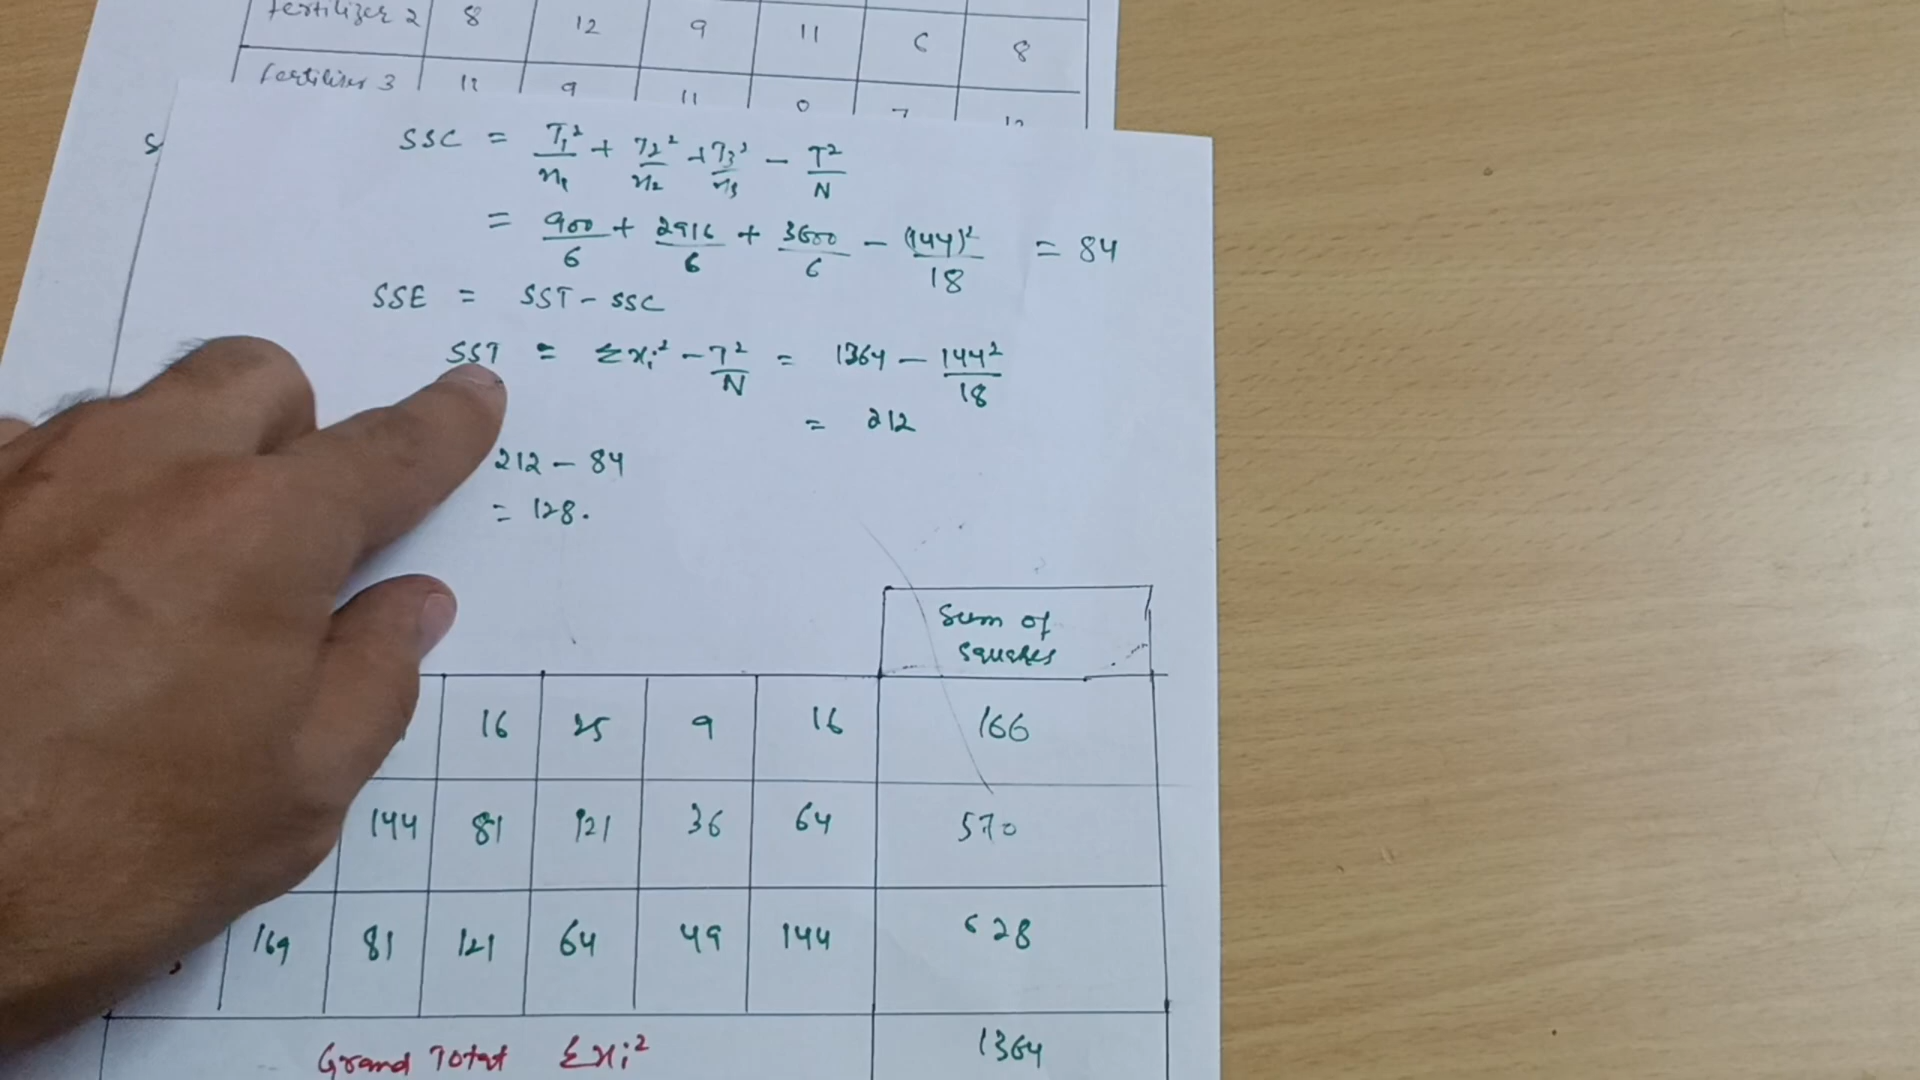 fertilizer 2 8 12 9 11 6 8
fertilizer 3 9 11
SSC = T₁²/n₁ + T2²/n₂ + T3²/n3 - T²/N
= 900/6 + 2916/6 + 3600/6 - (144)²/18 = 84
SSE = SST - SSC
SST = Σxi² - T²/N = 1364 - 144²/18
= 212
212 - 84
= 128.
Sum of
squares
16 25 9 16 166
144 81 121 36 64 570
169 81 121 64 49 144 628
Grand Total Σxi² 1364